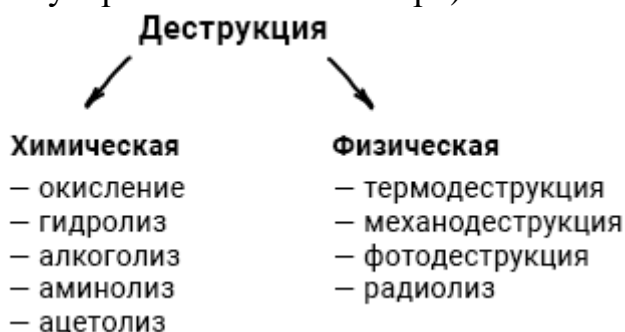 Деструкция
Химическая
— окисление
— гидролиз
— алкоголиз
— аминолиз
— ацетолиз
Физическая
— термодеструкция
— механодеструкция
— фотодеструкция
— радиолиз